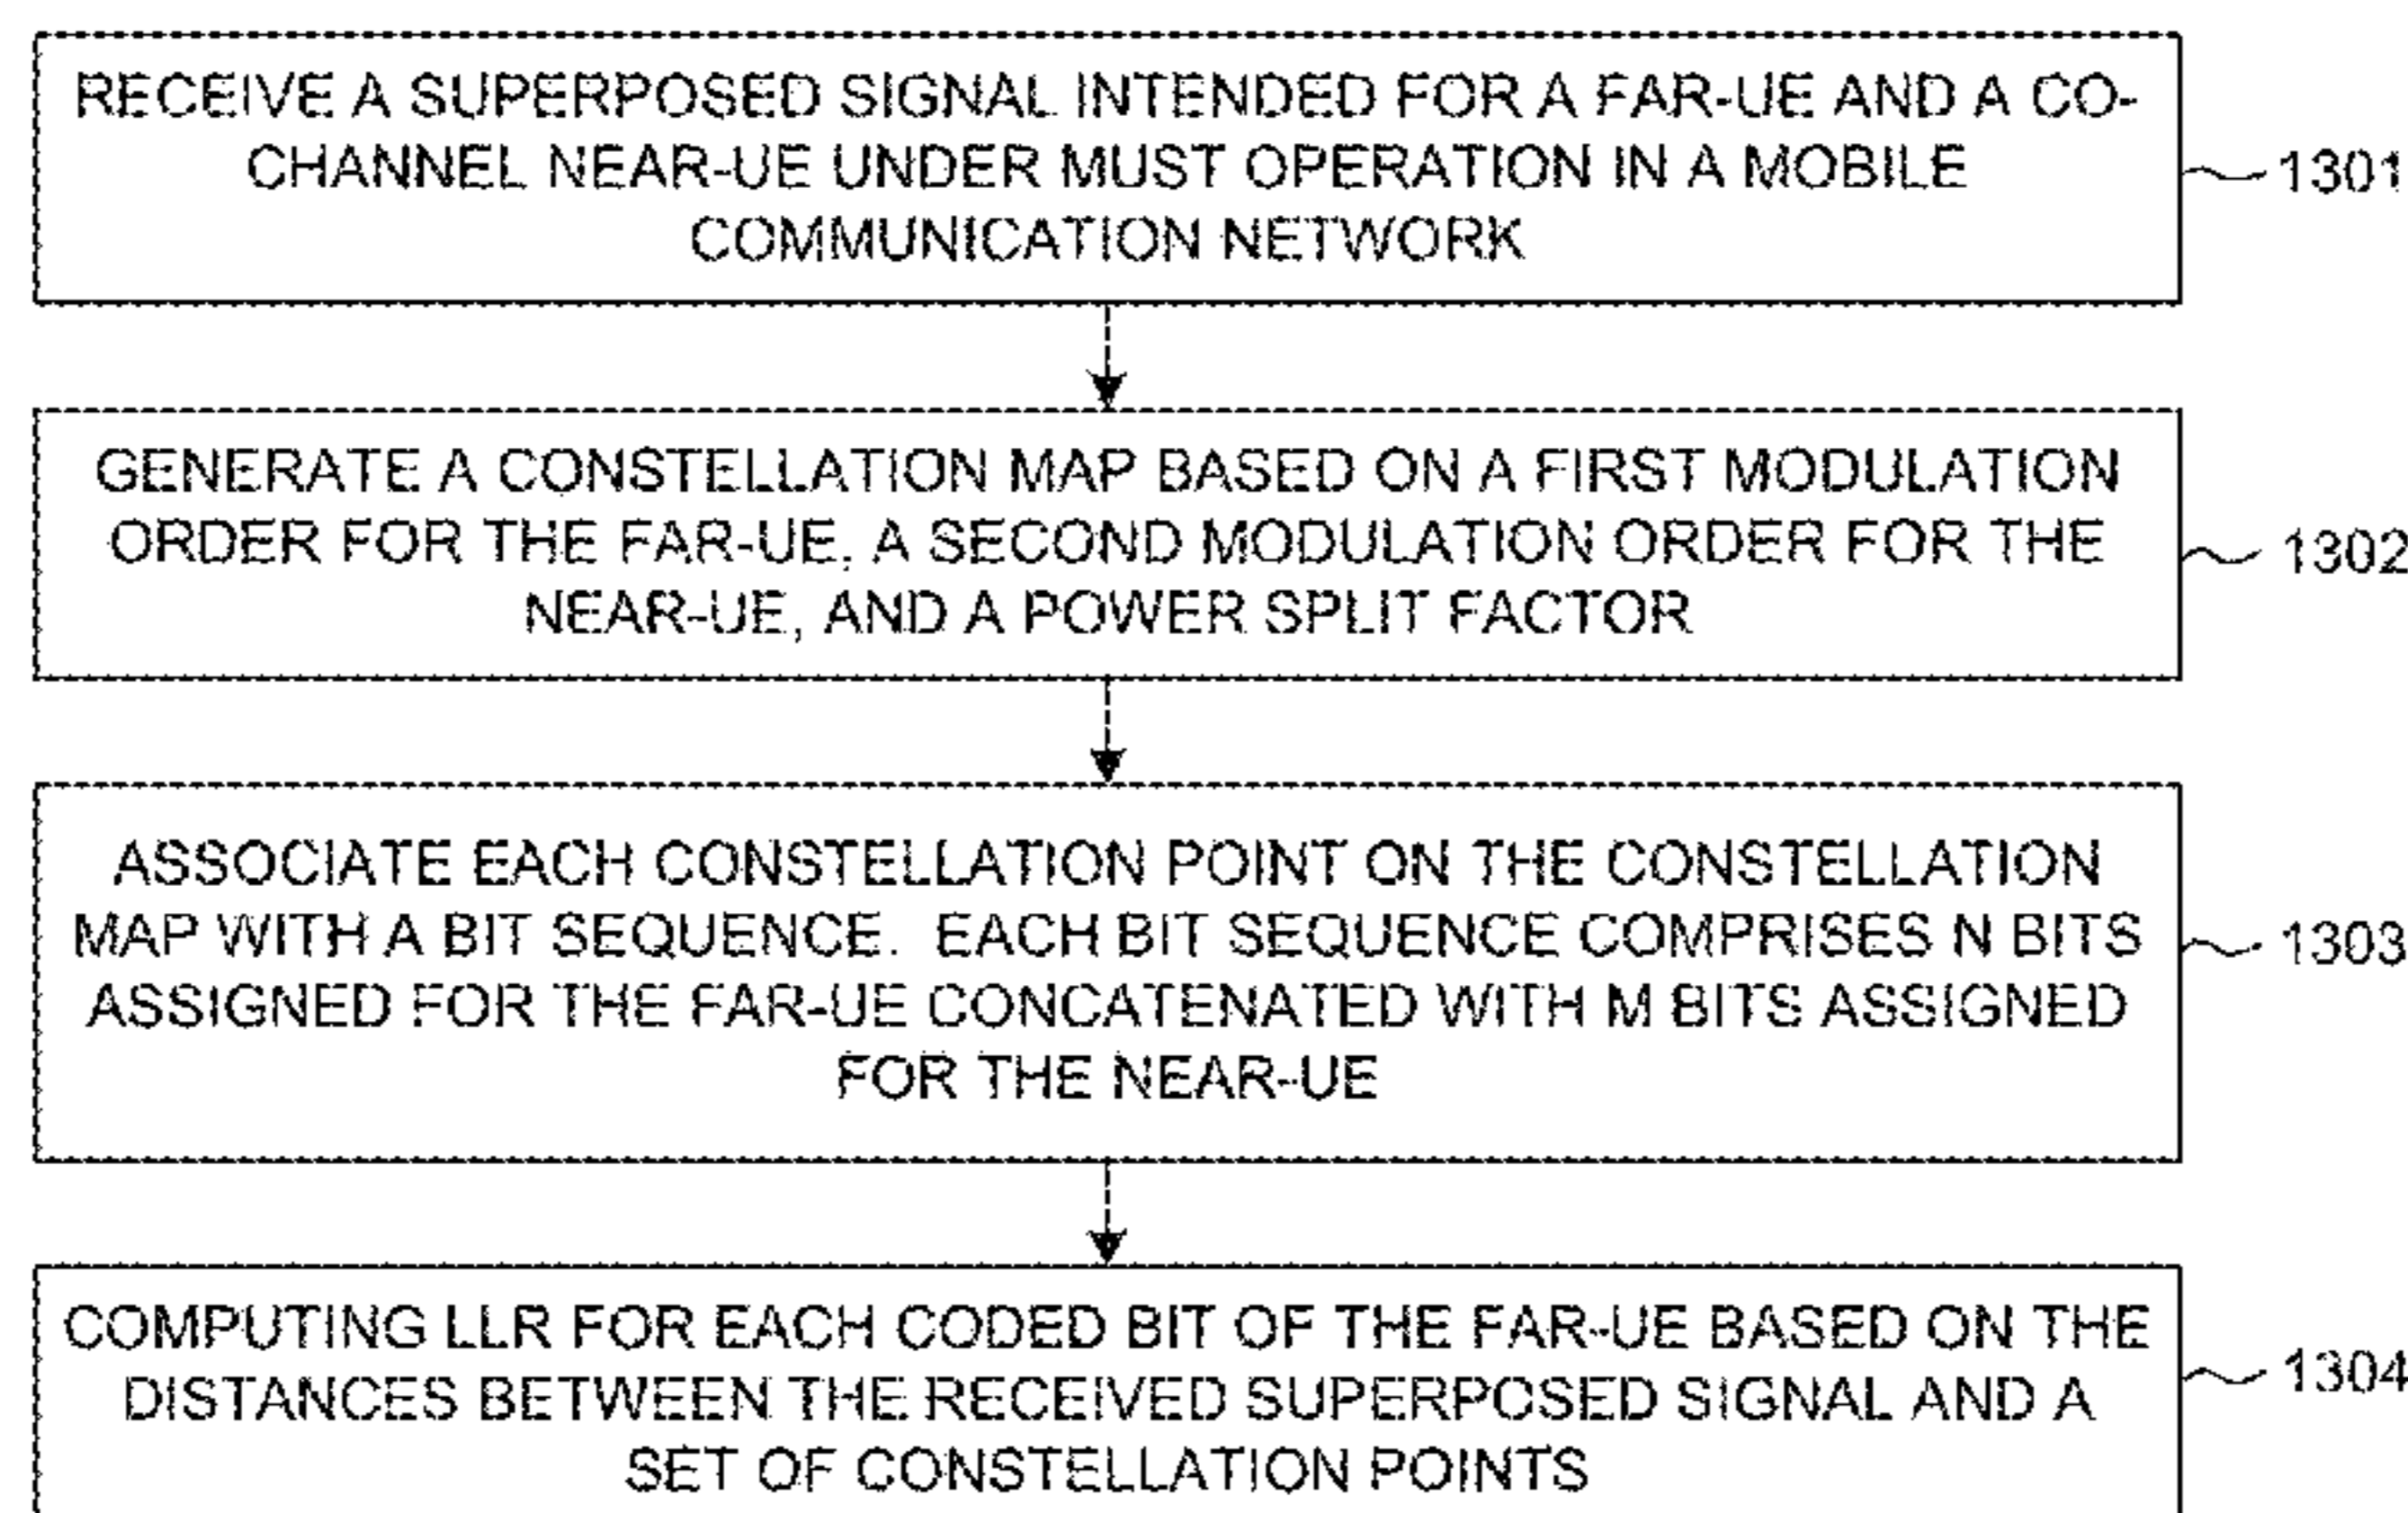 RECEIVE A SUPERPOSED SIGNAL INTENDED FOR A FAR-UE AND A CO-
CHANNEL NEAR-UE UNDER MUST OPERATION IN A MOBILE
COMMUNICATION NETWORK
1301
GENERATE A CONSTELLATION MAP BASED ON A FIRST MODULATION
ORDER FOR THE FAR-UE, A SECOND MODULATION ORDER FOR THE
NEAR-UE, AND A POWER SPLIT FACTOR
1302
ASSOCIATE EACH CONSTELLATION POINT ON THE CONSTELLATION
MAP WITH A BIT SEQUENCE. EACH BIT SEQUENCE COMPRISES N BITS
ASSIGNED FOR THE FAR-UE CONCATENATED WITH M BITS ASSIGNED
FOR THE NEAR-UE
1303
COMPUTING LLR FOR EACH CODED BIT OF THE FAR-UE BASED ON THE
DISTANCES BETWEEN THE RECEIVED SUPERPOSED SIGNAL AND A
SET OF CONSTELLATION POINTS
1304